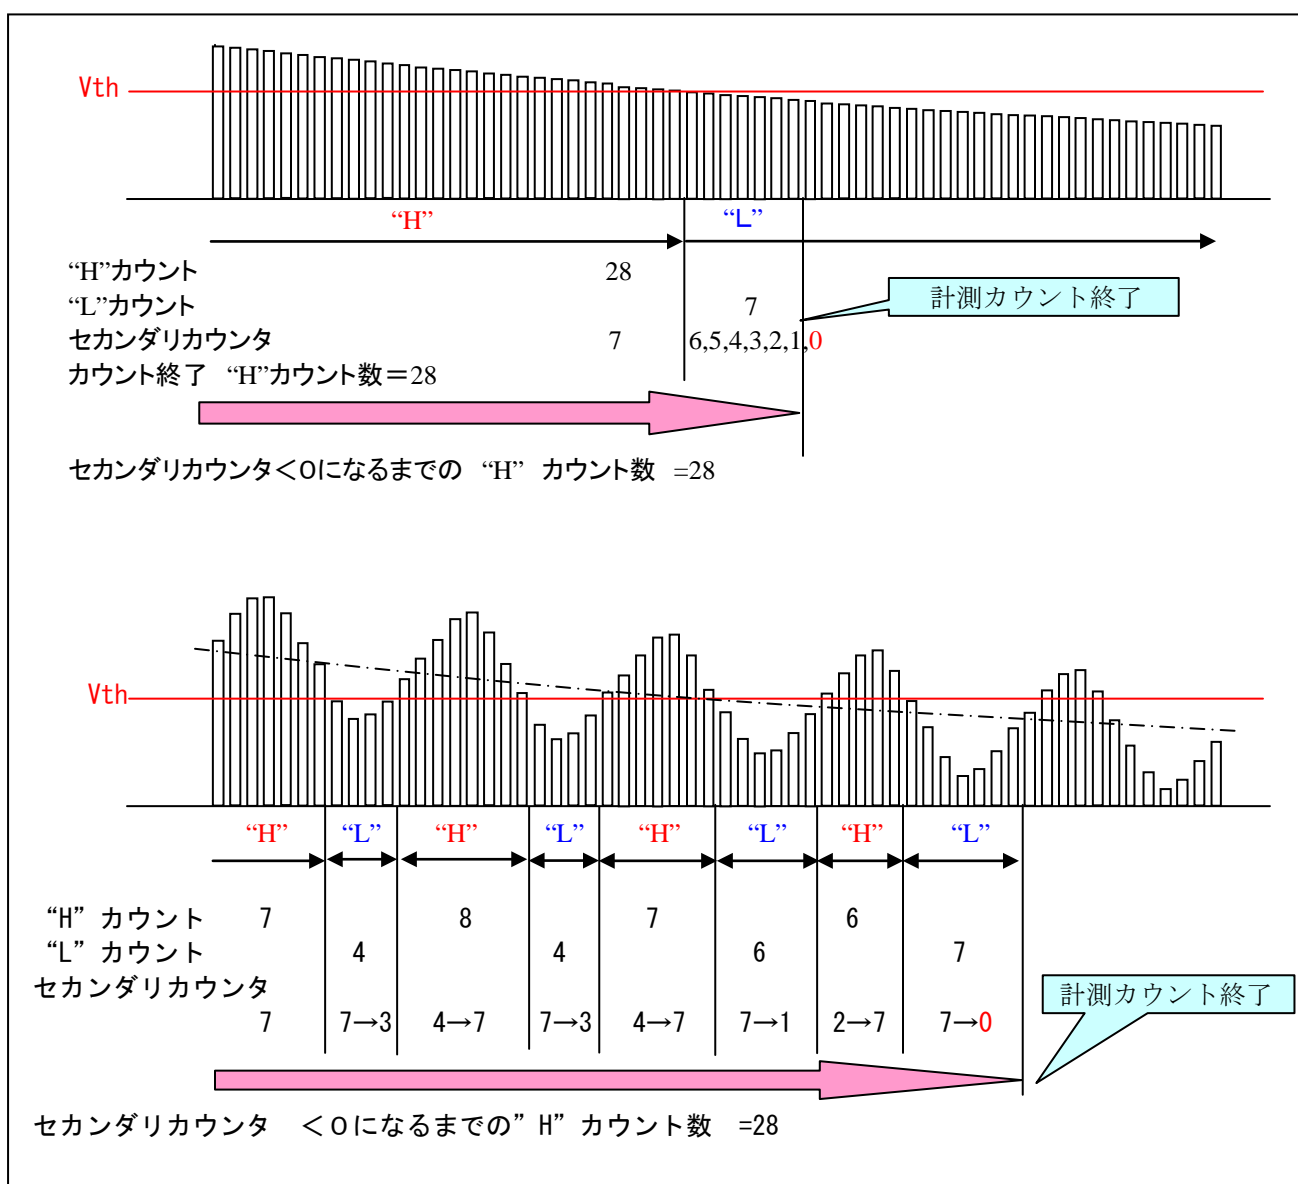 Vth
“H” “L”
“H”カウント 28
“L”カウント 7
計測カウント終了
セカンダリカウンタ 7 6,5,4,3,2,1,0
カウント終了 “H”カウント数＝28
セカンダリカウンタ＜0になるまでの “H” カウント数 =28
Vth
“H” “L” “H” “L” “H” “L” “H” “L”
“H” カウント 7 8 7 6
“L” カウント 4 4 6 7
セカンダリカウンタ
計測カウント終了
7 7→3 4→7 7→3 4→7 7→1 2→7 7→0
セカンダリカウンタ ＜０になるまでの”H”カウント数 =28